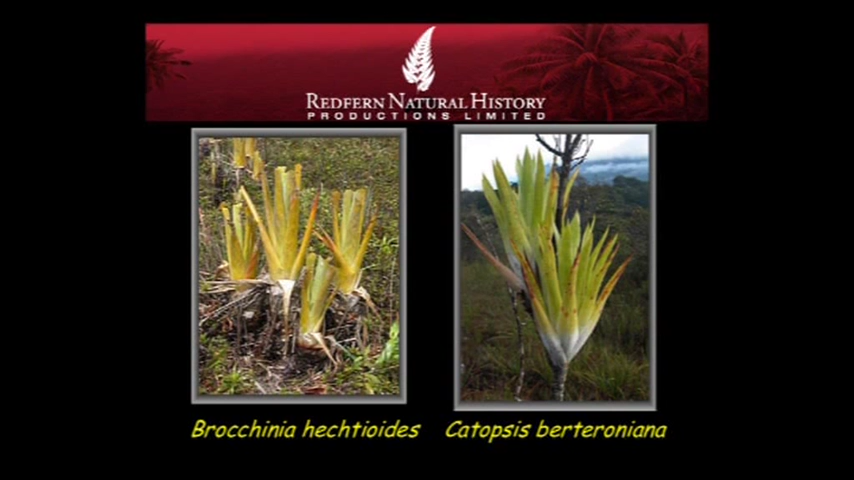 Redfern Natural History
PRODUCTIONS LIMITED
Brocchinia hechtioides
Catopsis berteroniana